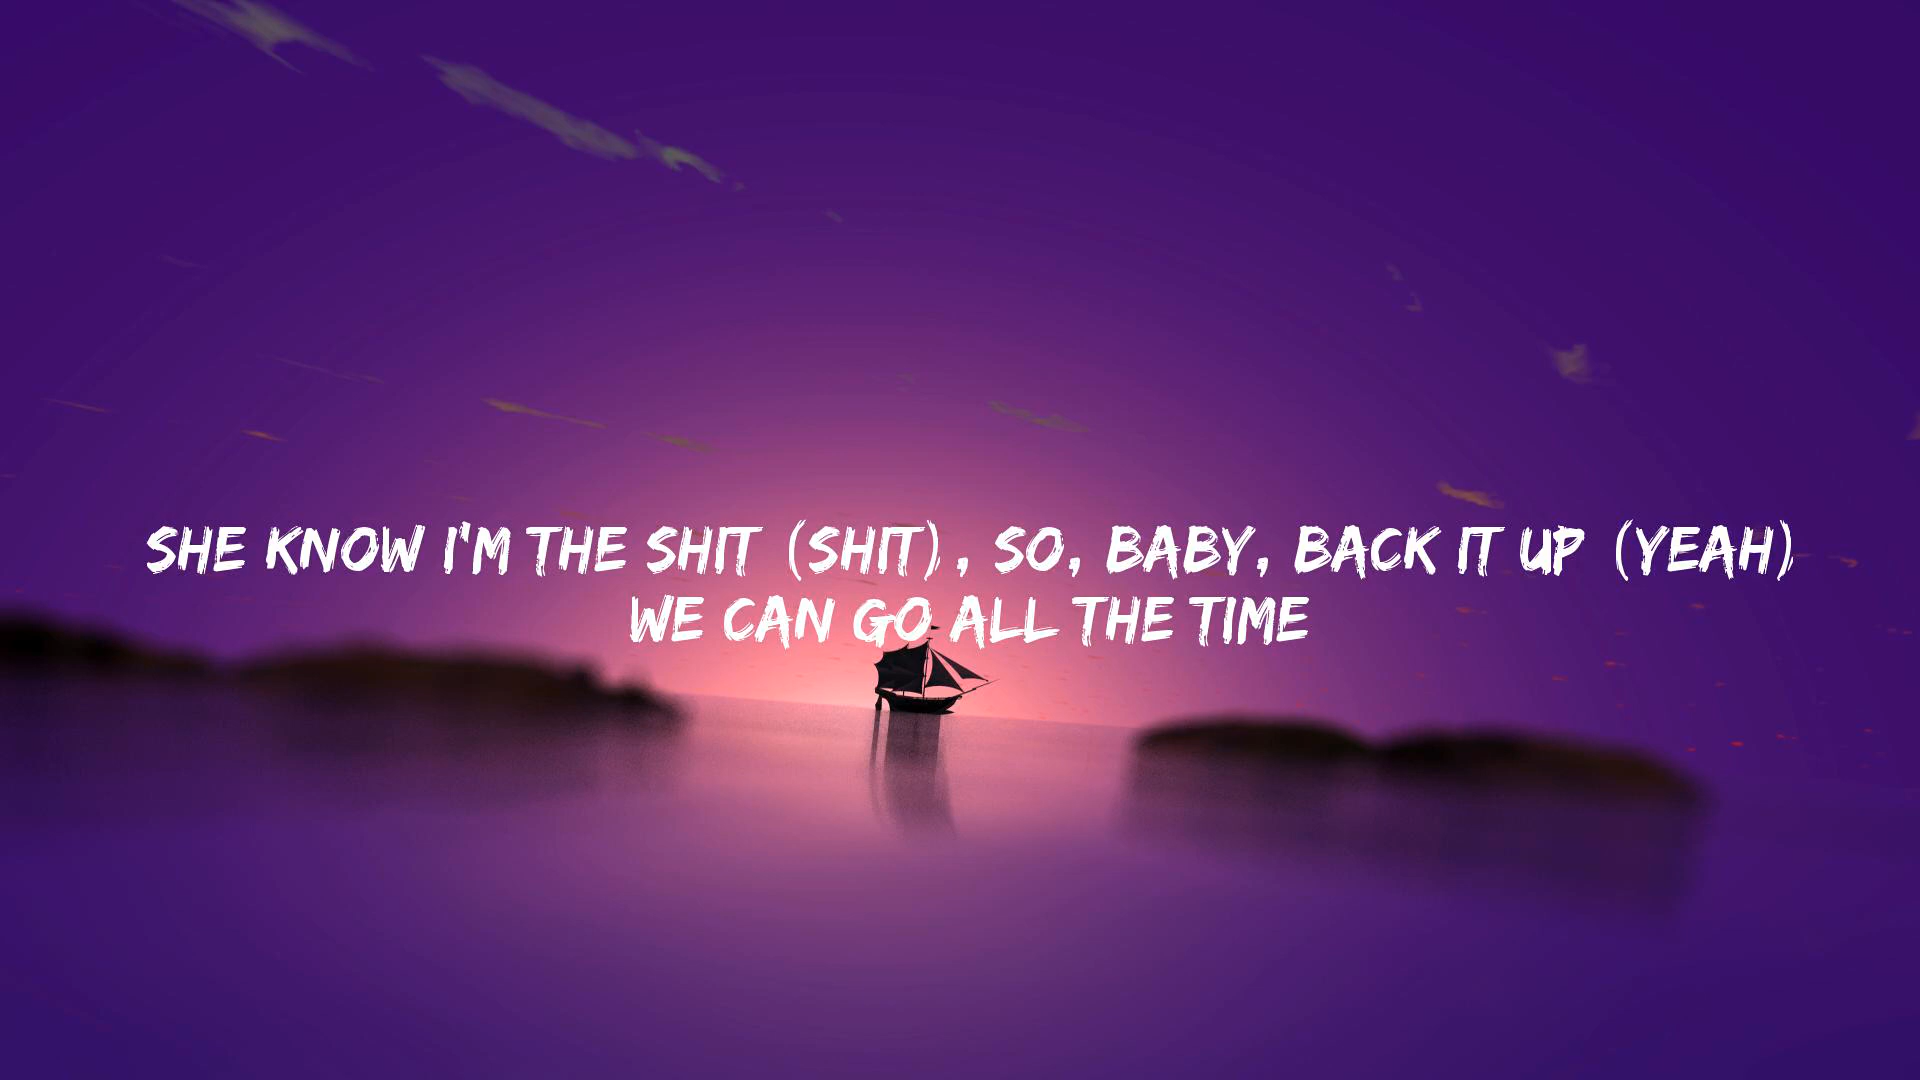 SHE KNOW I'M THE SHIT (SHIT), SO, BABY, BACK IT UP (YEAH)
WE CAN GO ALL THE TIME